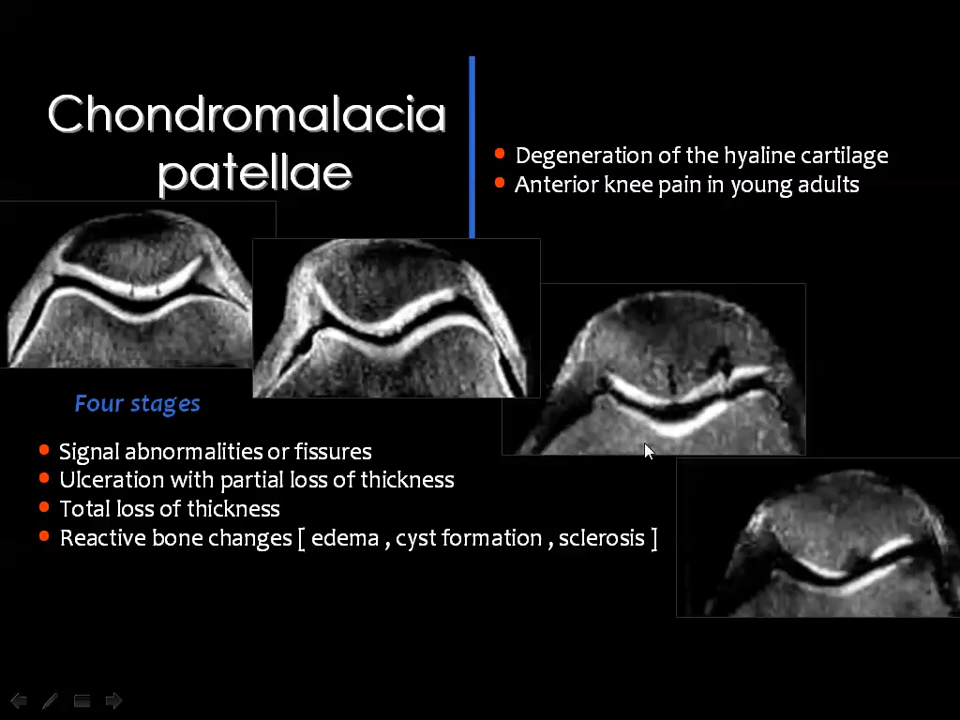 Chondromalacia
patellae
Degeneration of the hyaline cartilage
Anterior knee pain in young adults
Four stages
Signal abnormalities or fissures
Ulceration with partial loss of thickness
Total loss of thickness
Reactive bone changes [ edema , cyst formation , sclerosis ]